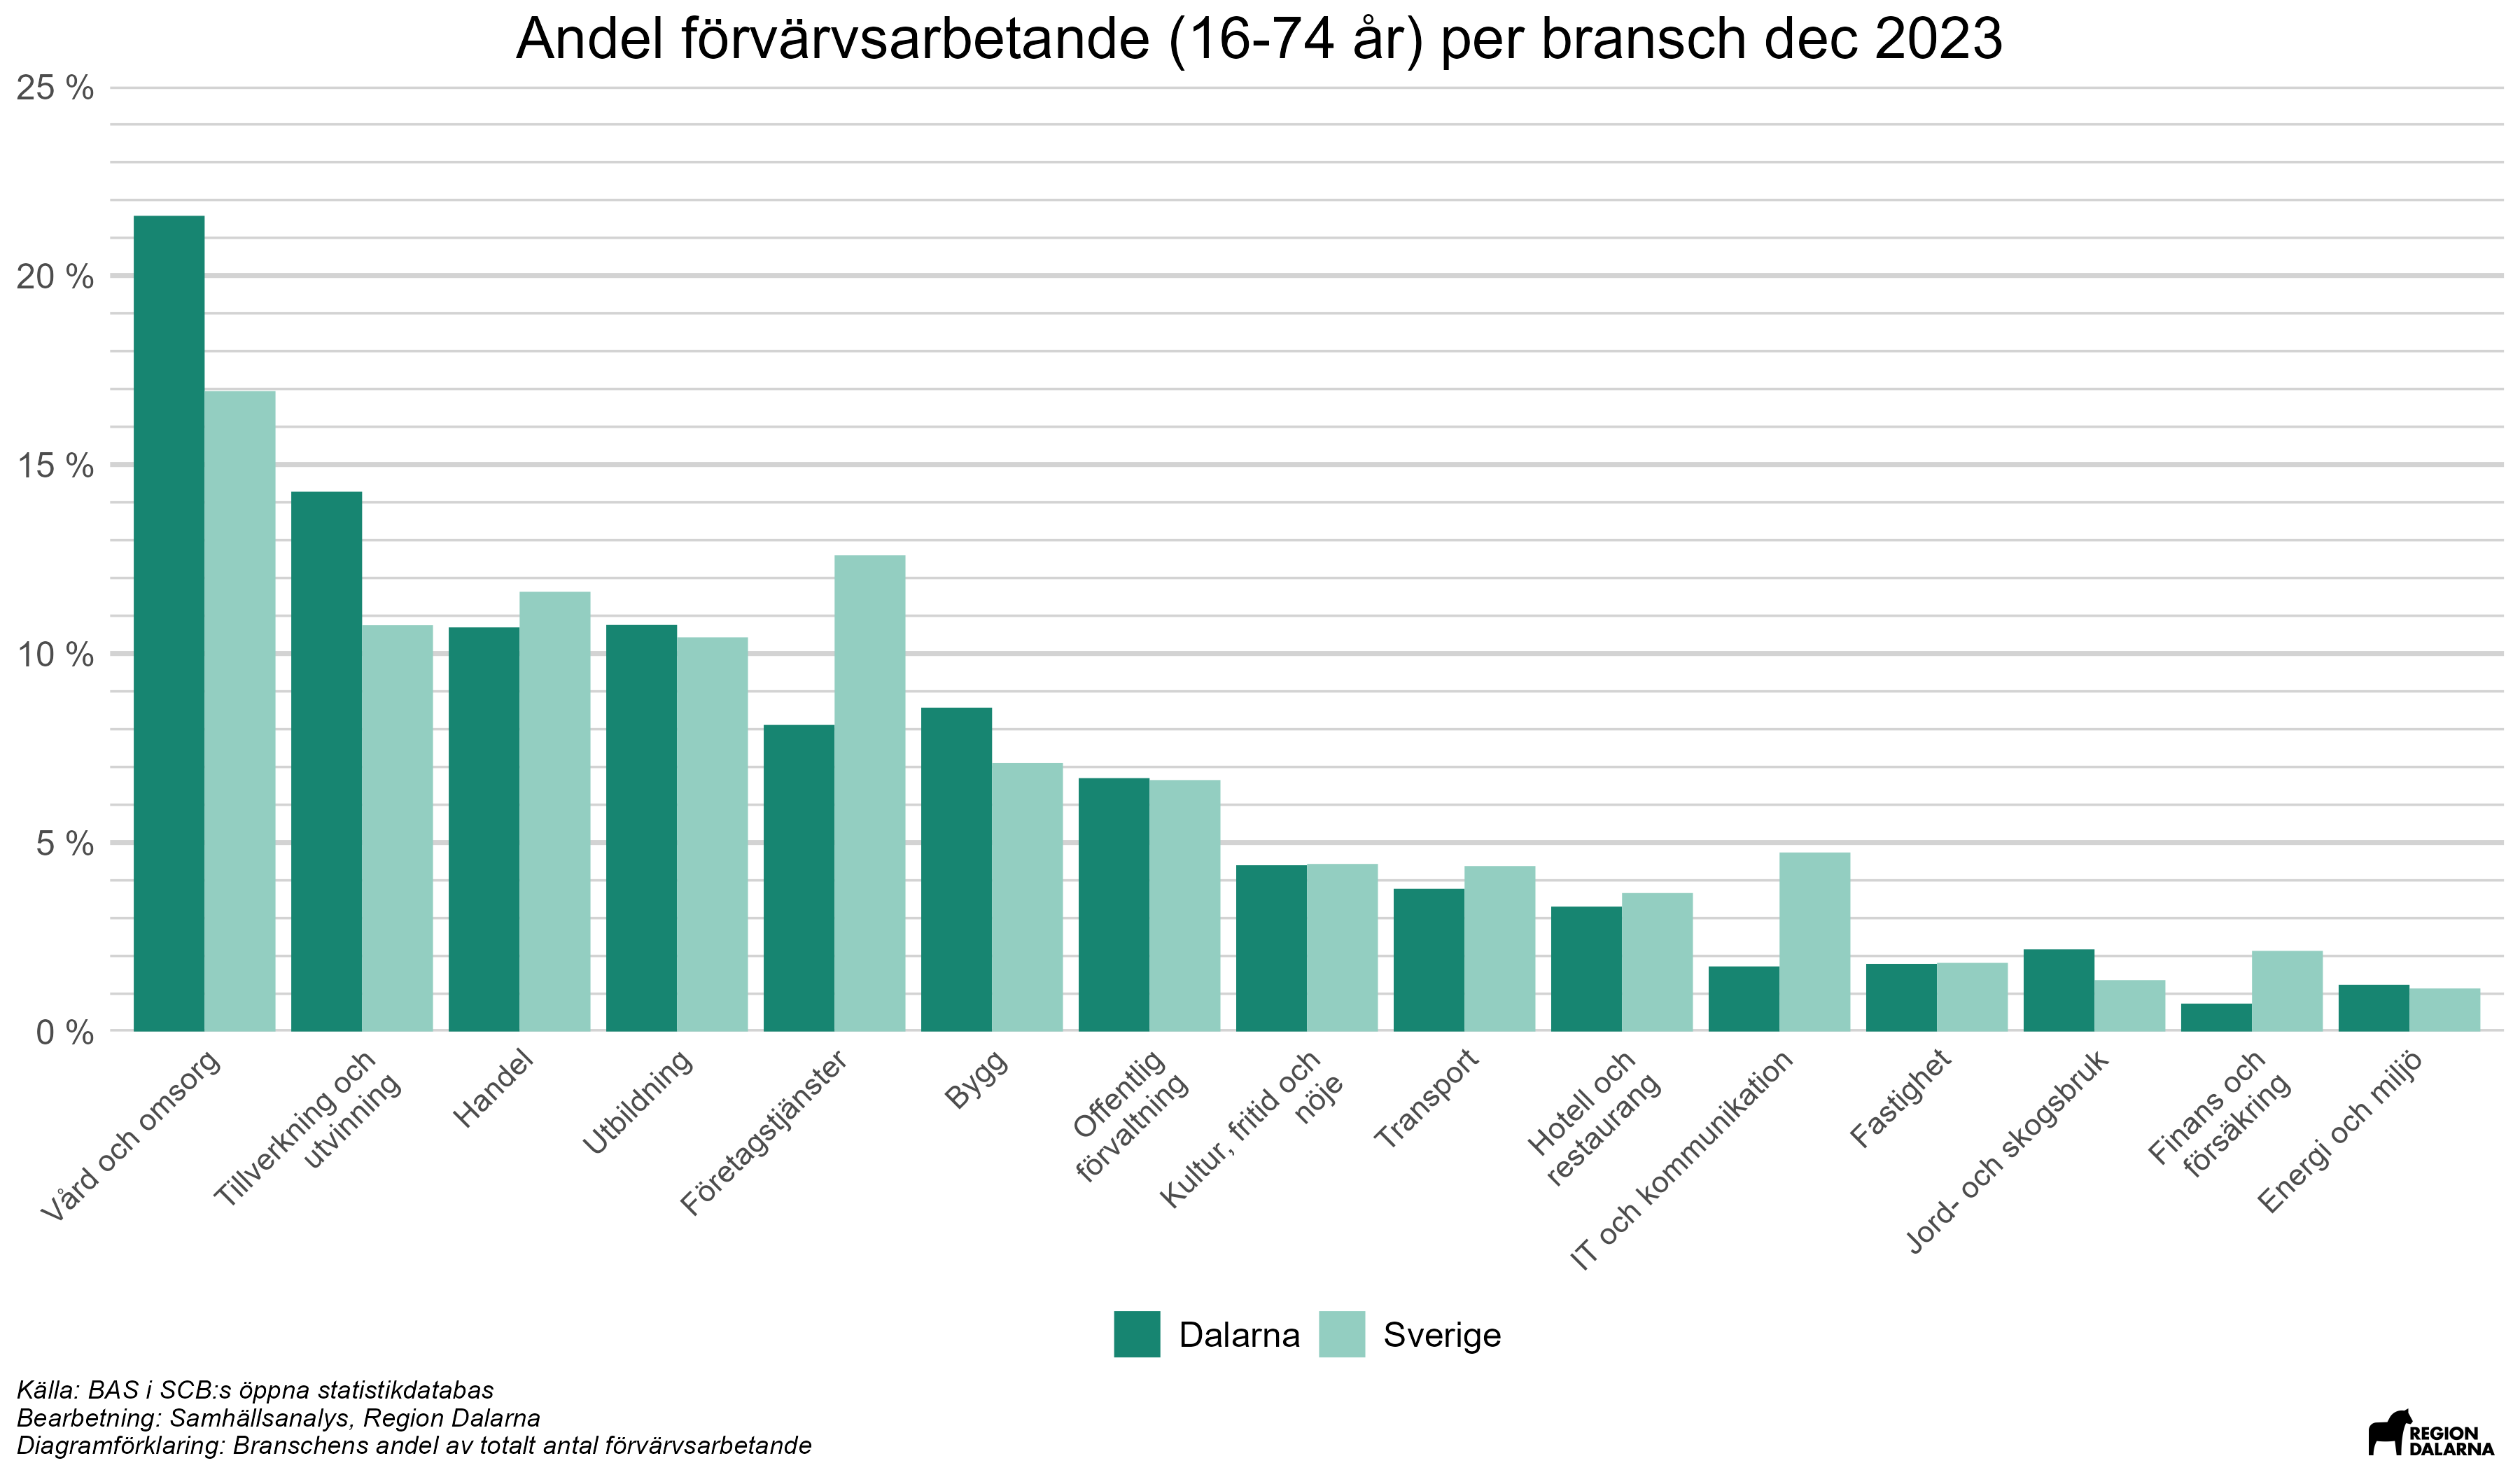 Andel förvärvsarbetande (16-74 år) per bransch dec 2023
25 %
20 %
15 %
10 %
5 %
0 %
Vård och omsorg
Tillverkning och
utvinning
Handel
Utbildning
Företagstjänster
Bygg
Offentlig
förvaltning
Kultur, fritid och
nöje
Transport
Hotell och
restaurang
IT och kommunikation
Fastighet
Jord- och skogsbruk
Finans och
försäkring
Energi och miljö
Dalarna
Sverige
Källa: BAS i SCB:s öppna statistikdatabas
Bearbetning: Samhällsanalys, Region Dalarna
Diagramförklaring: Branschens andel av totalt antal förvärvsarbetande
REGION
DALARNA